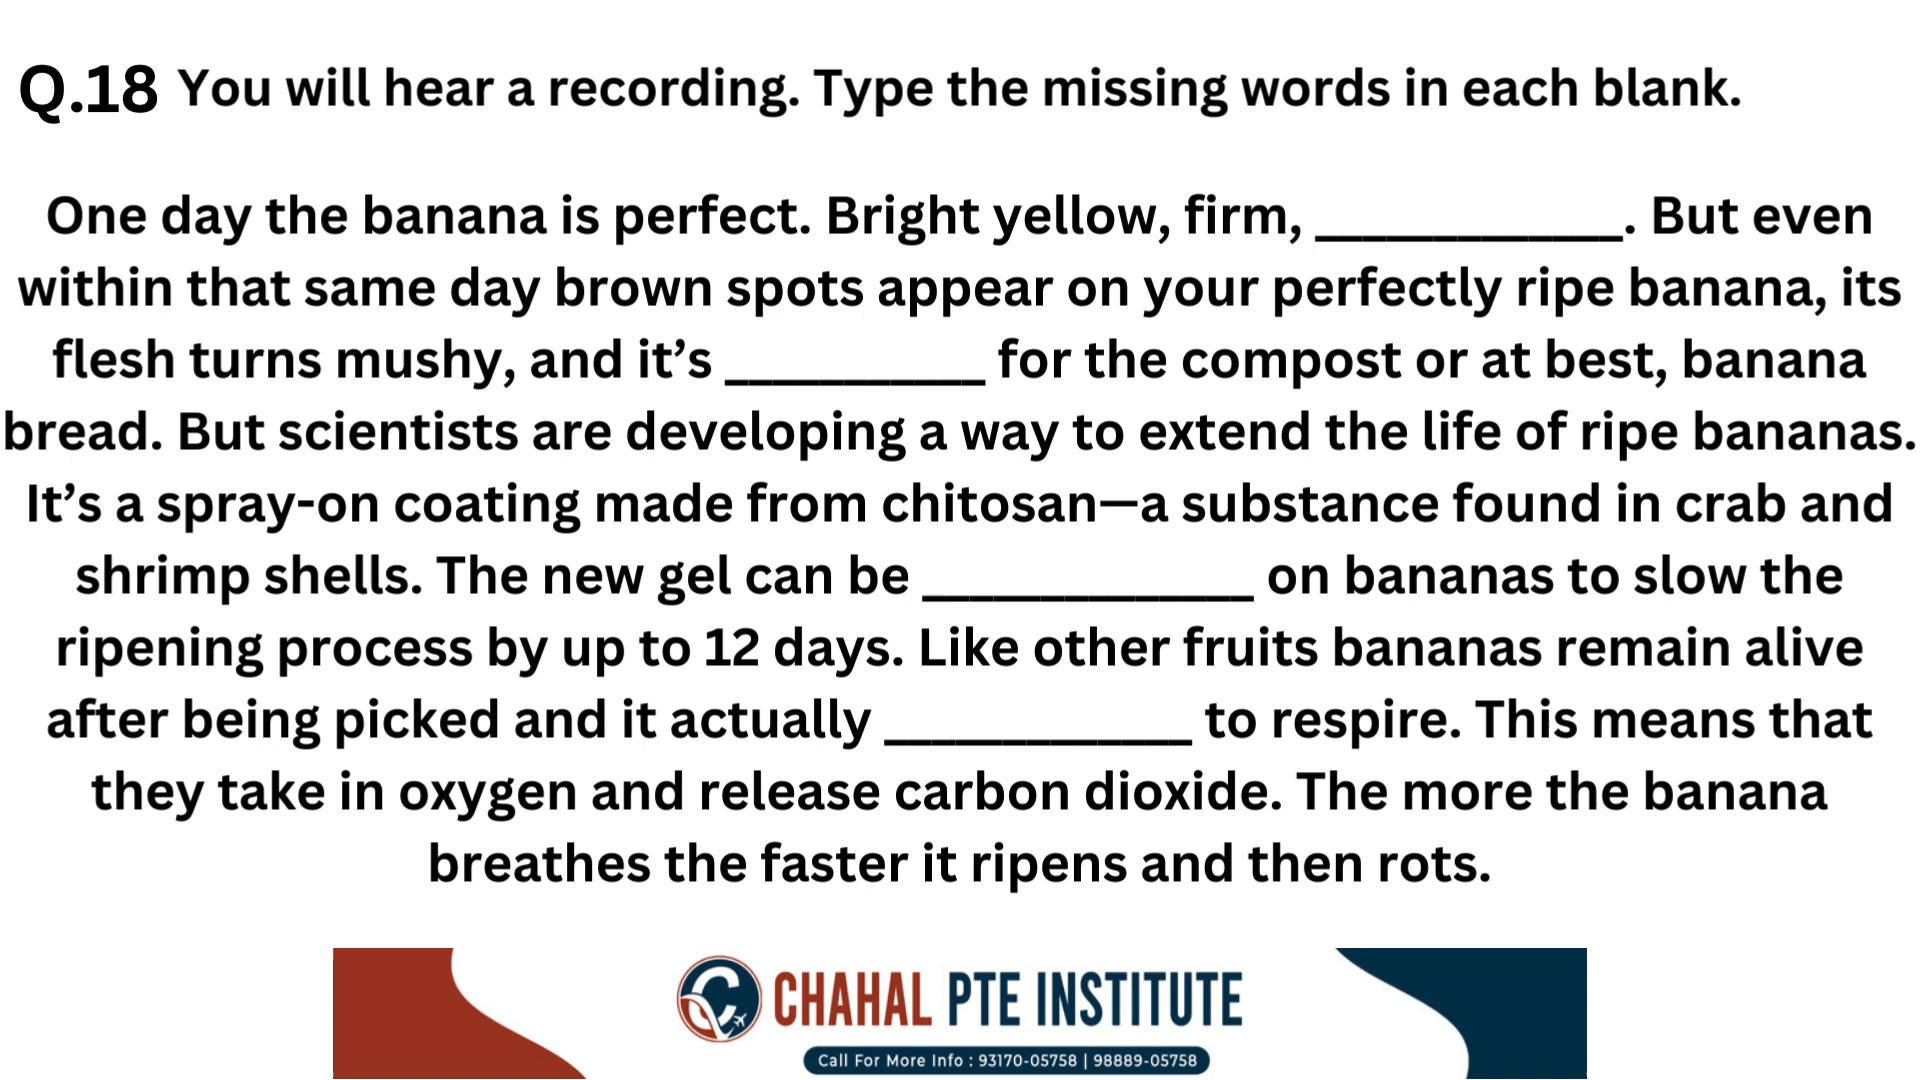 Q.18 You will hear a recording. Type the missing words in each blank.
One day the banana is perfect. Bright yellow, firm, _____________. But even
within that same day brown spots appear on your perfectly ripe banana, its
flesh turns mushy, and it’s ___________ for the compost or at best, banana
bread. But scientists are developing a way to extend the life of ripe bananas.
It’s a spray-on coating made from chitosan—a substance found in crab and
shrimp shells. The new gel can be ______________ on bananas to slow the
ripening process by up to 12 days. Like other fruits bananas remain alive
after being picked and it actually _____________ to respire. This means that
they take in oxygen and release carbon dioxide. The more the banana
breathes the faster it ripens and then rots.
CHAHAL PTE INSTITUTE
Call For More Info : 93170-05758 | 98889-05758